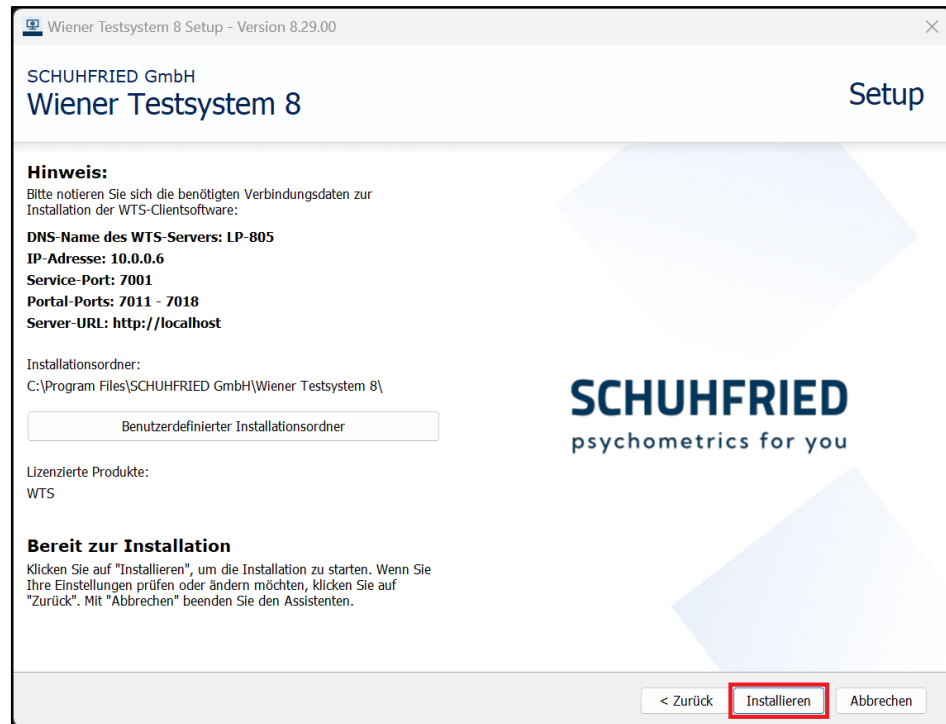 Wiener Testsystem 8 Setup - Version 8.29.00
SCHUHFRIED GmbH
Wiener Testsystem 8
Setup
Hinweis:
Bitte notieren Sie sich die benötigten Verbindungsdaten zur
Installation der WTS-Clientsoftware:
DNS-Name des WTS-Servers: LP-805
IP-Adresse: 10.0.0.6
Service-Port: 7001
Portal-Ports: 7011 - 7018
Server-URL: http://localhost
Installationsordner:
C:\Program Files\SCHUHFRIED GmbH\Wiener Testsystem 8\
Benutzerdefinierter Installationsordner
Lizenzierte Produkte:
WTS
SCHUHFRIED
psychometrics for you
Bereit zur Installation
Klicken Sie auf "Installieren", um die Installation zu starten. Wenn Sie
Ihre Einstellungen prüfen oder ändern möchten, klicken Sie auf
"Zurück". Mit "Abbrechen" beenden Sie den Assistenten.
< Zurück
Installieren
Abbrechen